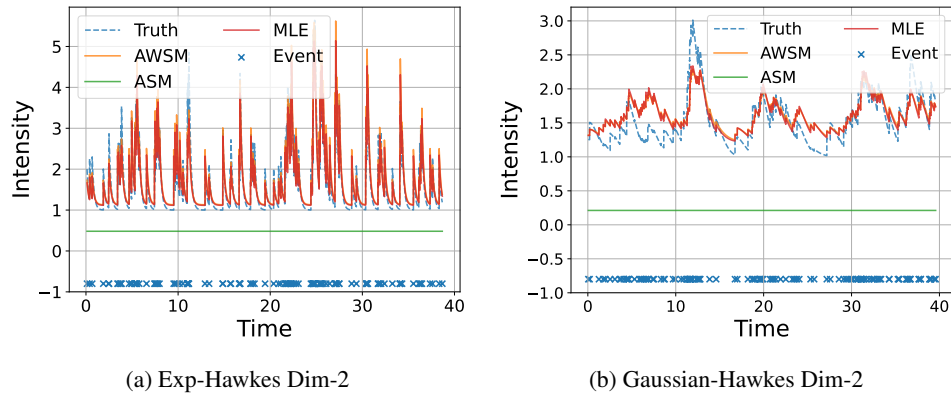 Truth
AWSM
ASM
MLE
Event
5
4
3
2
1
0
−1
Intensity
0 10 20 30 40
Time
(a) Exp-Hawkes Dim-2
Truth
AWSM
ASM
MLE
Event
3.0
2.5
2.0
1.5
1.0
0.5
0.0
−0.5
−1.0
Intensity
0 10 20 30 40
Time
(b) Gaussian-Hawkes Dim-2